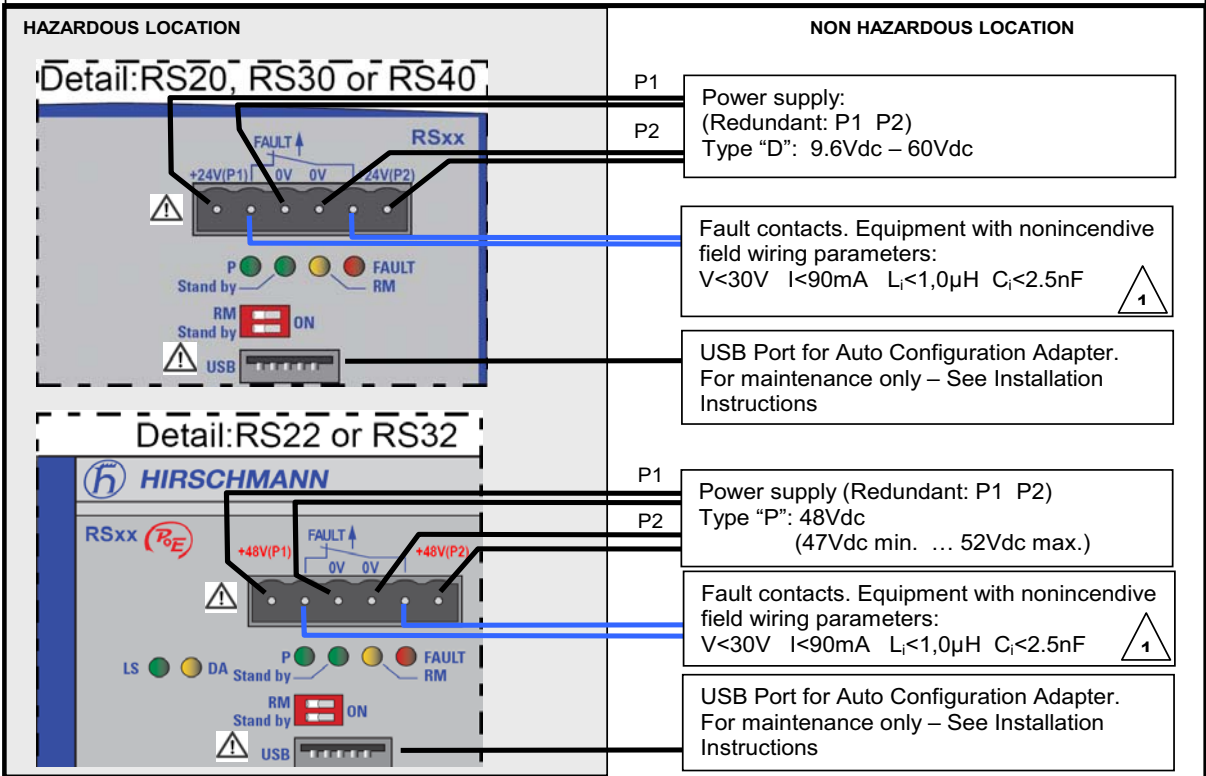 HAZARDOUS LOCATION
NON HAZARDOUS LOCATION
Detail:RS20, RS30 or RS40
RSxx
FAULT
+24V(P1) 0V 0V 24V(P2)
P
Stand by
FAULT
RM
RM
Stand by
ON
USB
P1
P2
Power supply:
(Redundant: P1 P2)
Type “D”: 9.6Vdc – 60Vdc
Fault contacts. Equipment with nonincendive
field wiring parameters:
V<30V I<90mA Li<1,0µH Ci<2.5nF
1
USB Port for Auto Configuration Adapter.
For maintenance only – See Installation
Instructions
Detail:RS22 or RS32
HIRSCHMANN
RSxx PoE
FAULT
+48V(P1) 0V 0V +48V(P2)
LS DA
P
Stand by
FAULT
RM
RM
Stand by
ON
USB
P1
P2
Power supply (Redundant: P1 P2)
Type “P”: 48Vdc
(47Vdc min. … 52Vdc max.)
Fault contacts. Equipment with nonincendive
field wiring parameters:
V<30V I<90mA Li<1,0µH Ci<2.5nF
1
USB Port for Auto Configuration Adapter.
For maintenance only – See Installation
Instructions